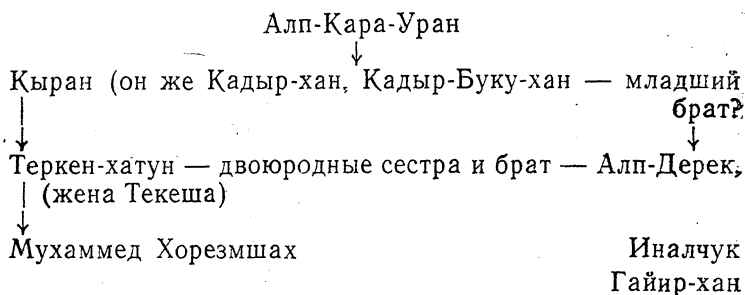 Алп-Қара-Уран
↓
Қыран (он же Қадыр-хан, Қадыр-Буку-хан — младший
брат?
Теркен-хатун — двоюродные сестра и брат — Алп-Дерек,
(жена Текеша)
Мухаммед Хорезмшах Иналчук
Гайир-хан